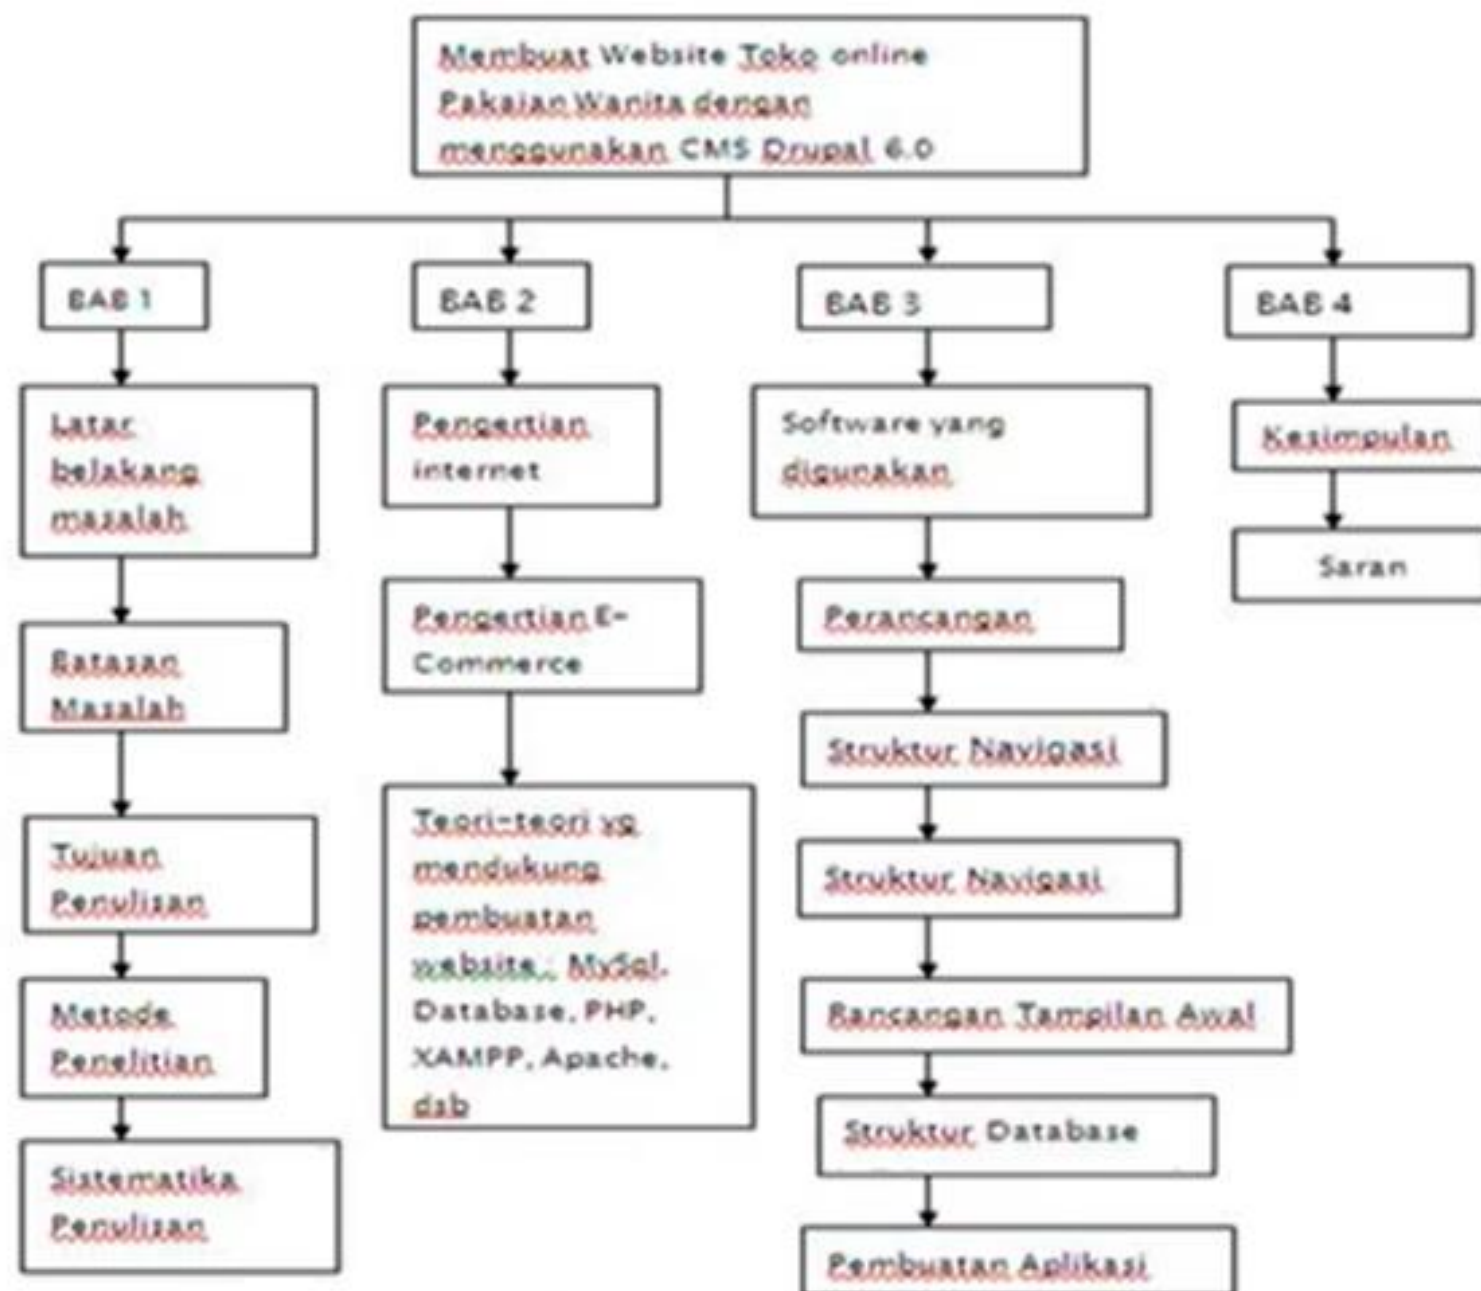 Membuat Website Toko online
Pakaian Wanita dengan
menggunakan CMS Drupal 6.0
BAB 1
Latar
belakang
masalah
Batasan
Masalah
Tujuan
Penulisan
Metode
Penelitian
Sistematika
Penulisan
BAB 2
Pengertian
internet
Pengertian E-
Commerce
Teori-teori yg
mendukung
pembuatan
website : MySql,
Database, PHP,
XAMPP, Apache,
dsb
BAB 3
Software yang
digunakan
Perancangan
Struktur Navigasi
Struktur Navigasi
Rancangan Tampilan Awal
Struktur Database
Pembuatan Aplikasi
BAB 4
Kesimpulan
Saran